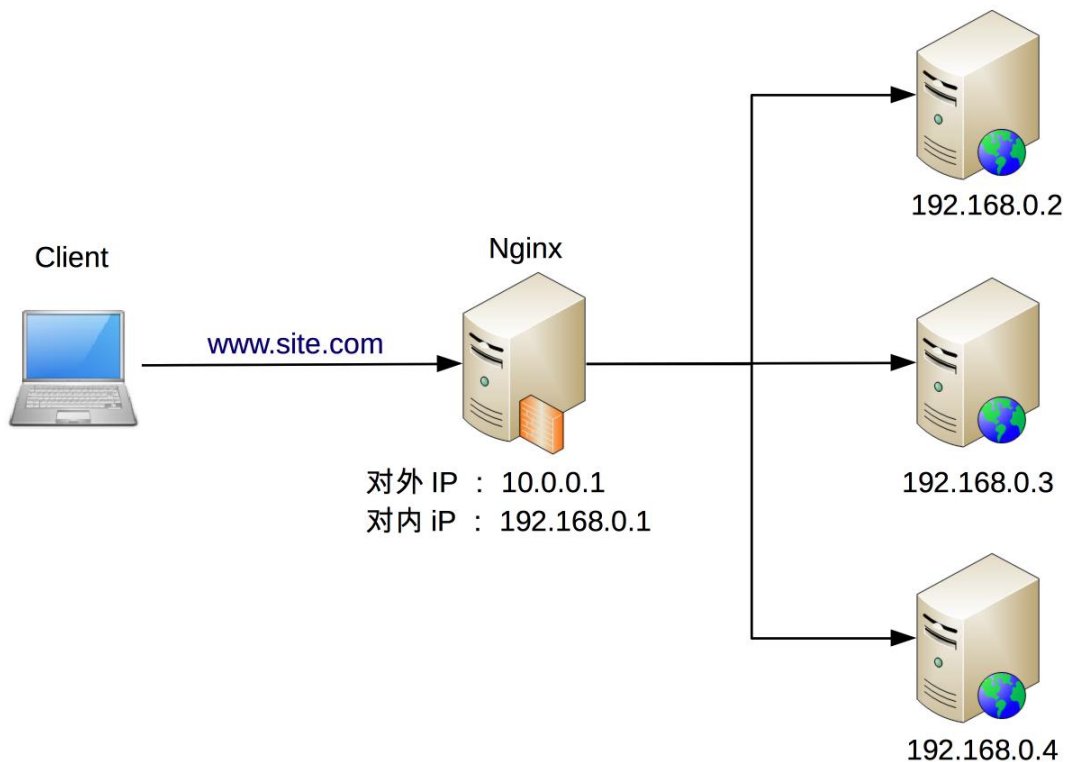 Client
www.site.com
Nginx
对外 IP : 10.0.0.1
对内 iP : 192.168.0.1
192.168.0.2
192.168.0.3
192.168.0.4